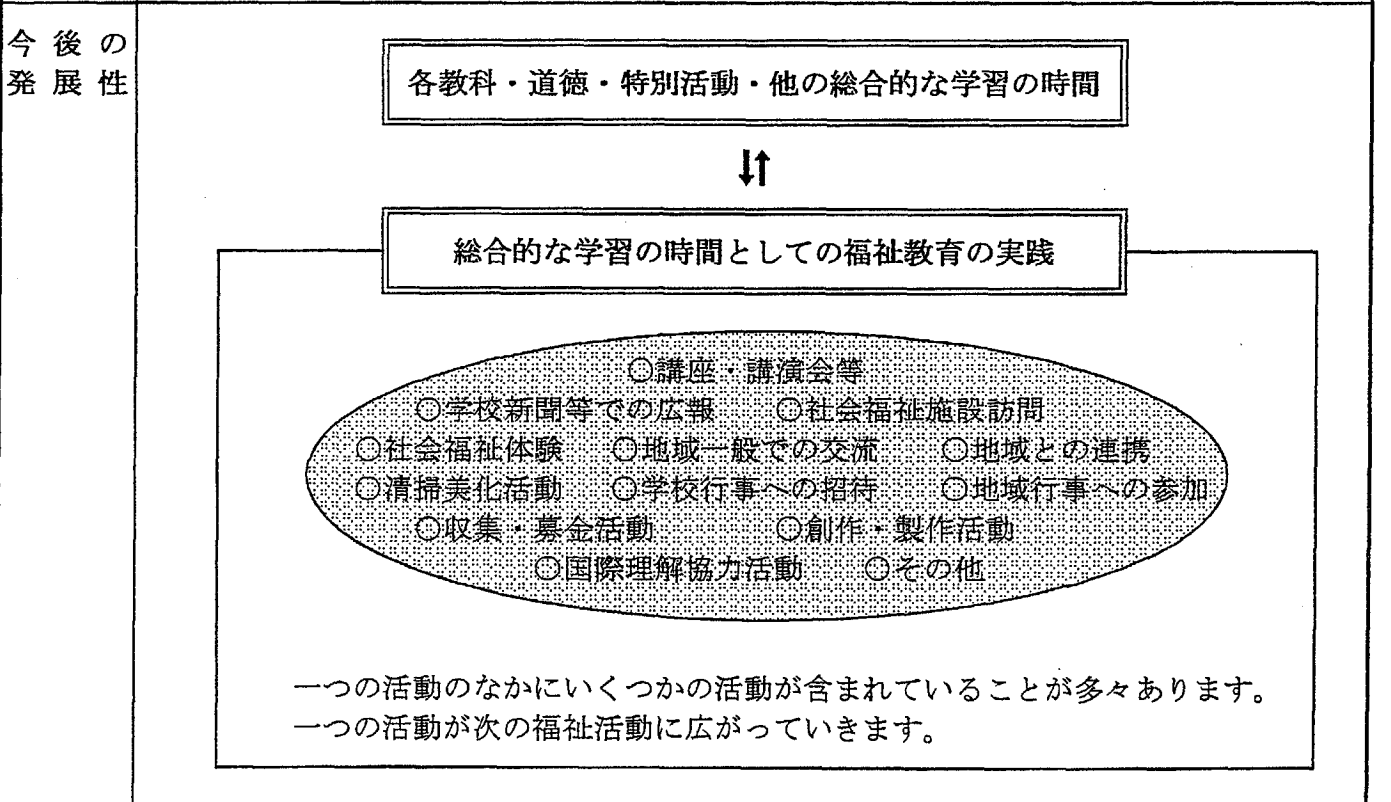 今後の
発展性
各教科・道徳・特別活動・他の総合的な学習の時間
↓↑
総合的な学習の時間としての福祉教育の実践
○講座・講演会等
○学校新聞等での広報 ○社会福祉施設訪問
○社会福祉体験 ○地域一般での交流 ○地域との連携
○清掃美化活動 ○学校行事への招待 ○地域行事への参加
○収集・募金活動 ○創作・製作活動
○国際理解協力活動 ○その他
一つの活動のなかにいくつかの活動が含まれていることが多々あります。
一つの活動が次の福祉活動に広がっていきます。